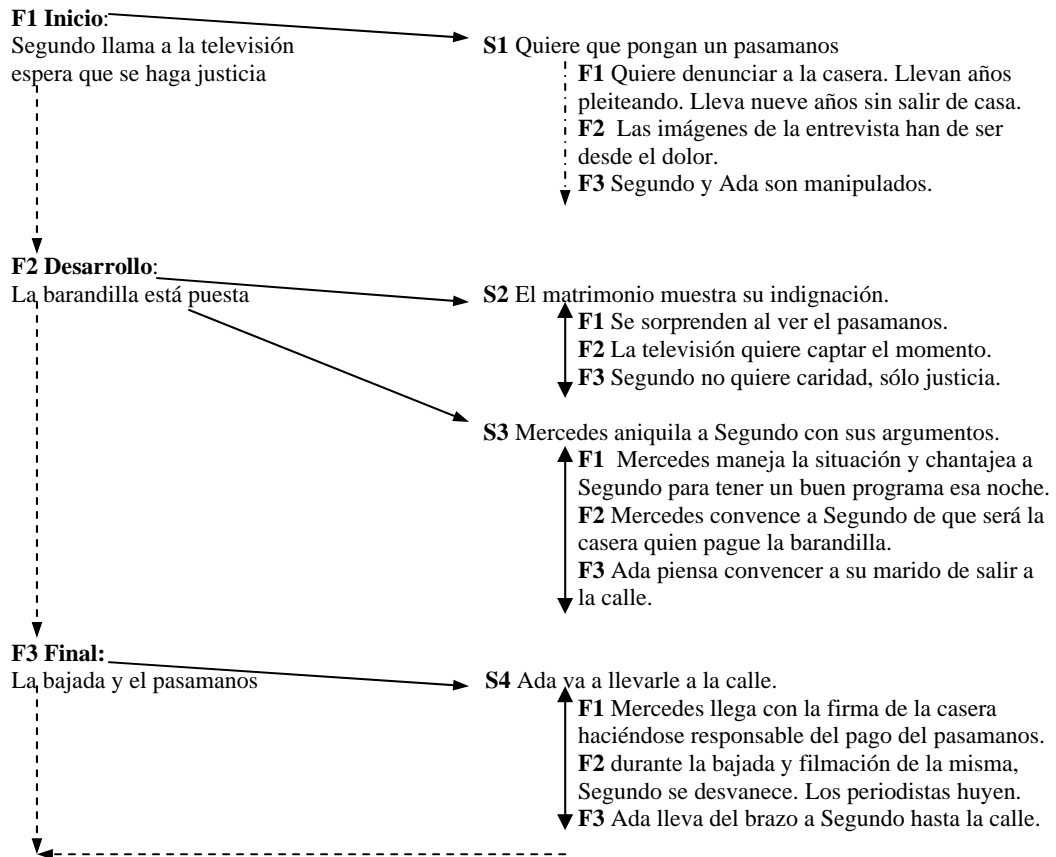 F1 Inicio:
Segundo llama a la televisión
espera que se haga justicia
S1 Quiere que pongan un pasamanos
F1 Quiere denunciar a la casera. Llevan años
pleiteando. Lleva nueve años sin salir de casa.
F2 Las imágenes de la entrevista han de ser
desde el dolor.
F3 Segundo y Ada son manipulados.
F2 Desarrollo:
La barandilla está puesta
S2 El matrimonio muestra su indignación.
F1 Se sorprenden al ver el pasamanos.
F2 La televisión quiere captar el momento.
F3 Segundo no quiere caridad, sólo justicia.
S3 Mercedes aniquila a Segundo con sus argumentos.
F1 Mercedes maneja la situación y chantajea a
Segundo para tener un buen programa esa noche.
F2 Mercedes convence a Segundo de que será la
casera quien pague la barandilla.
F3 Ada piensa convencer a su marido de salir a
la calle.
F3 Final:
La bajada y el pasamanos
S4 Ada va a llevarle a la calle.
F1 Mercedes llega con la firma de la casera
haciéndose responsable del pago del pasamanos.
F2 durante la bajada y filmación de la misma,
Segundo se desvanece. Los periodistas huyen.
F3 Ada lleva del brazo a Segundo hasta la calle.